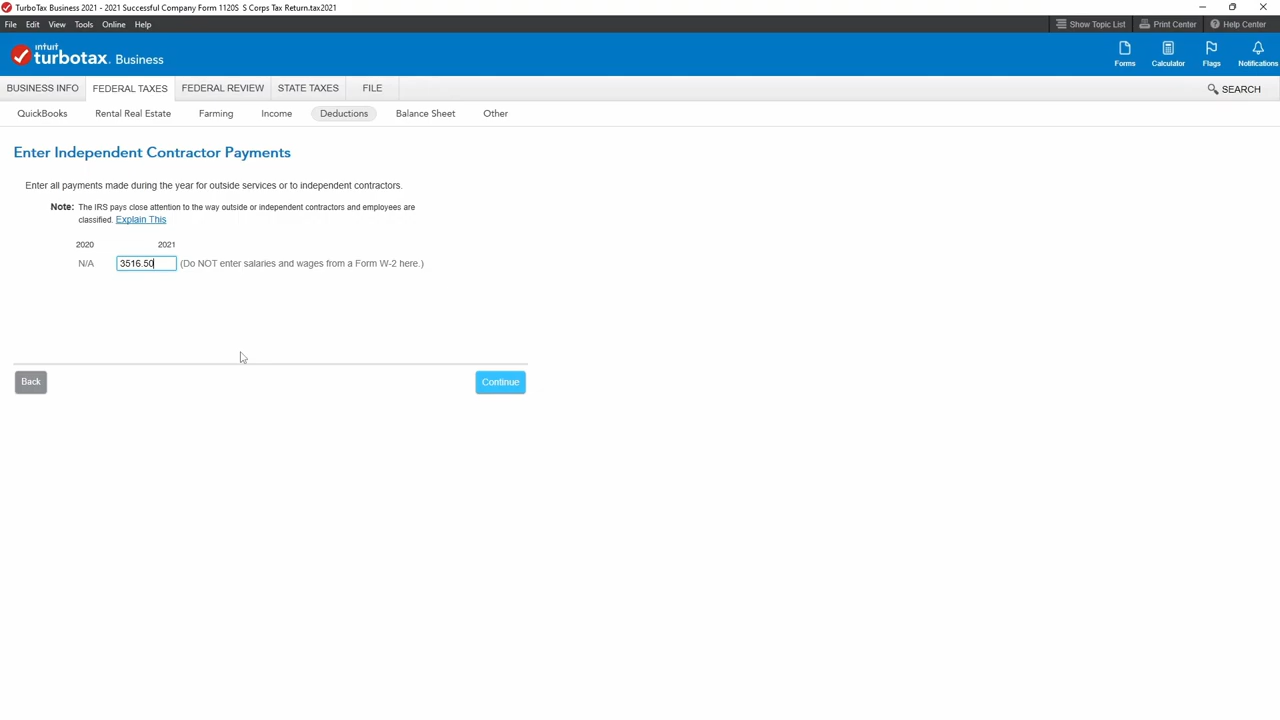 TurboTax Business 2021 - 2021 Successful Company Form 1120S S Corps Tax Return.tax2021
File Edit View Tools Online Help
Show Topic List Print Center Help Center
intuit
turbotax. Business
Forms Calculator Flags Notifications
BUSINESS INFO FEDERAL TAXES FEDERAL REVIEW STATE TAXES FILE SEARCH
QuickBooks Rental Real Estate Farming Income Deductions Balance Sheet Other
Enter Independent Contractor Payments
Enter all payments made during the year for outside services or to independent contractors.
Note: The IRS pays close attention to the way outside or independent contractors and employees are
classified. Explain This
2020 2021
N/A 3516.50 (Do NOT enter salaries and wages from a Form W-2 here.)
Back Continue